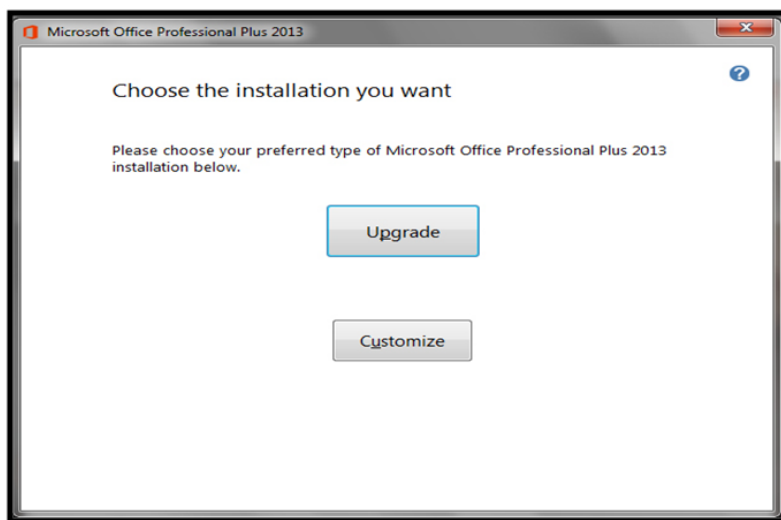 Microsoft Office Professional Plus 2013
Choose the installation you want
Please choose your preferred type of Microsoft Office Professional Plus 2013
installation below.
Upgrade
Customize